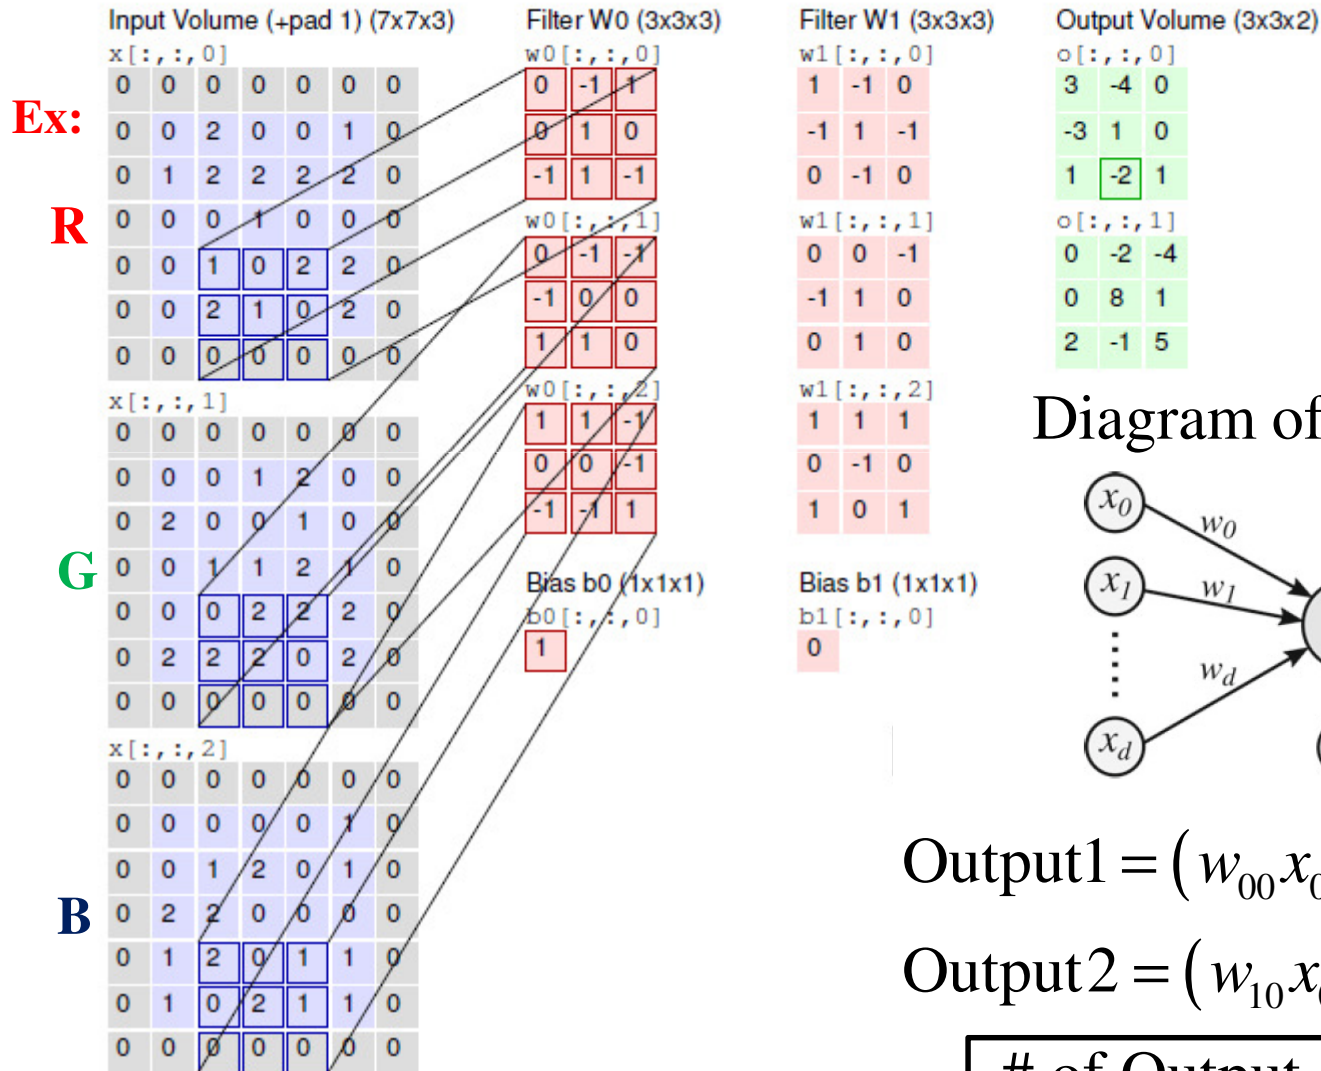 Input Volume (+pad 1) (7x7x3)
x[:,:,0]
0 0 0 0 0 0 0
0 0 2 0 0 1 0
0 1 2 2 2 2 0
0 0 0 1 0 0 0
0 0 1 0 2 2 0
0 0 2 1 0 2 0
0 0 0 0 0 0 0
x[:,:,1]
0 0 0 0 0 0 0
0 0 0 1 2 0 0
0 2 0 0 1 0 0
0 0 1 1 2 1 0
0 0 0 2 2 2 0
0 2 2 2 0 2 0
0 0 0 0 0 0 0
x[:,:,2]
0 0 0 0 0 0 0
0 0 0 0 0 1 0
0 0 1 2 0 1 0
0 2 2 0 0 0 0
0 1 2 0 1 1 0
0 1 0 2 1 1 0
0 0 0 0 0 0 0
Ex:
R
G
B
Filter W0 (3x3x3)
w0[:,:,0]
0 -1 1
0 1 0
-1 1 -1
w0[:,:,1]
0 -1 -1
-1 0 0
1 1 0
w0[:,:,2]
1 1 -1
0 0 -1
-1 -1 1
Bias b0 (1x1x1)
b0[:,:,0]
1
Filter W1 (3x3x3)
w1[:,:,0]
1 -1 0
-1 1 -1
0 -1 0
w1[:,:,1]
0 0 -1
-1 1 0
0 1 0
w1[:,:,2]
1 1 1
0 -1 0
1 0 1
Bias b1 (1x1x1)
b1[:,:,0]
0
Output Volume (3x3x2)
o[:,:,0]
3 -4 0
-3 1 0
1 -2 1
o[:,:,1]
0 -2 -4
0 8 1
2 -1 5
Diagram of
x₀ w₀
x₁ w₁
x_d w_d
Output1 = (w₀₀x₀
Output2 = (w₁₀x
# of Output